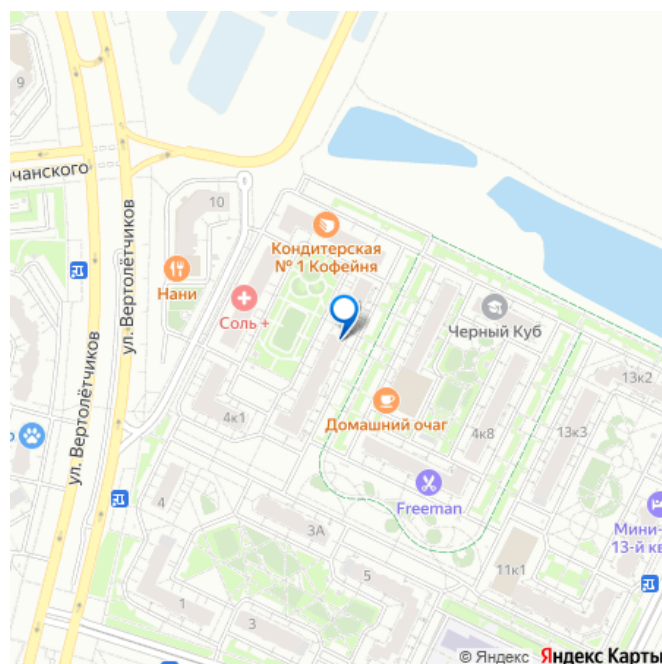 9
чанского
ул. Вертолётчиков
10
Кондитерская
№ 1 Кофейня
Нани
Соль +
Черный Куб
13к2
Домашний очаг
4к1
4к8
13к3
о
ул. Вертолётчиков
Freeman
4
3А
Мини-
13-й кв
11к1
5
1
3
© Яндекс Яндекс Карты